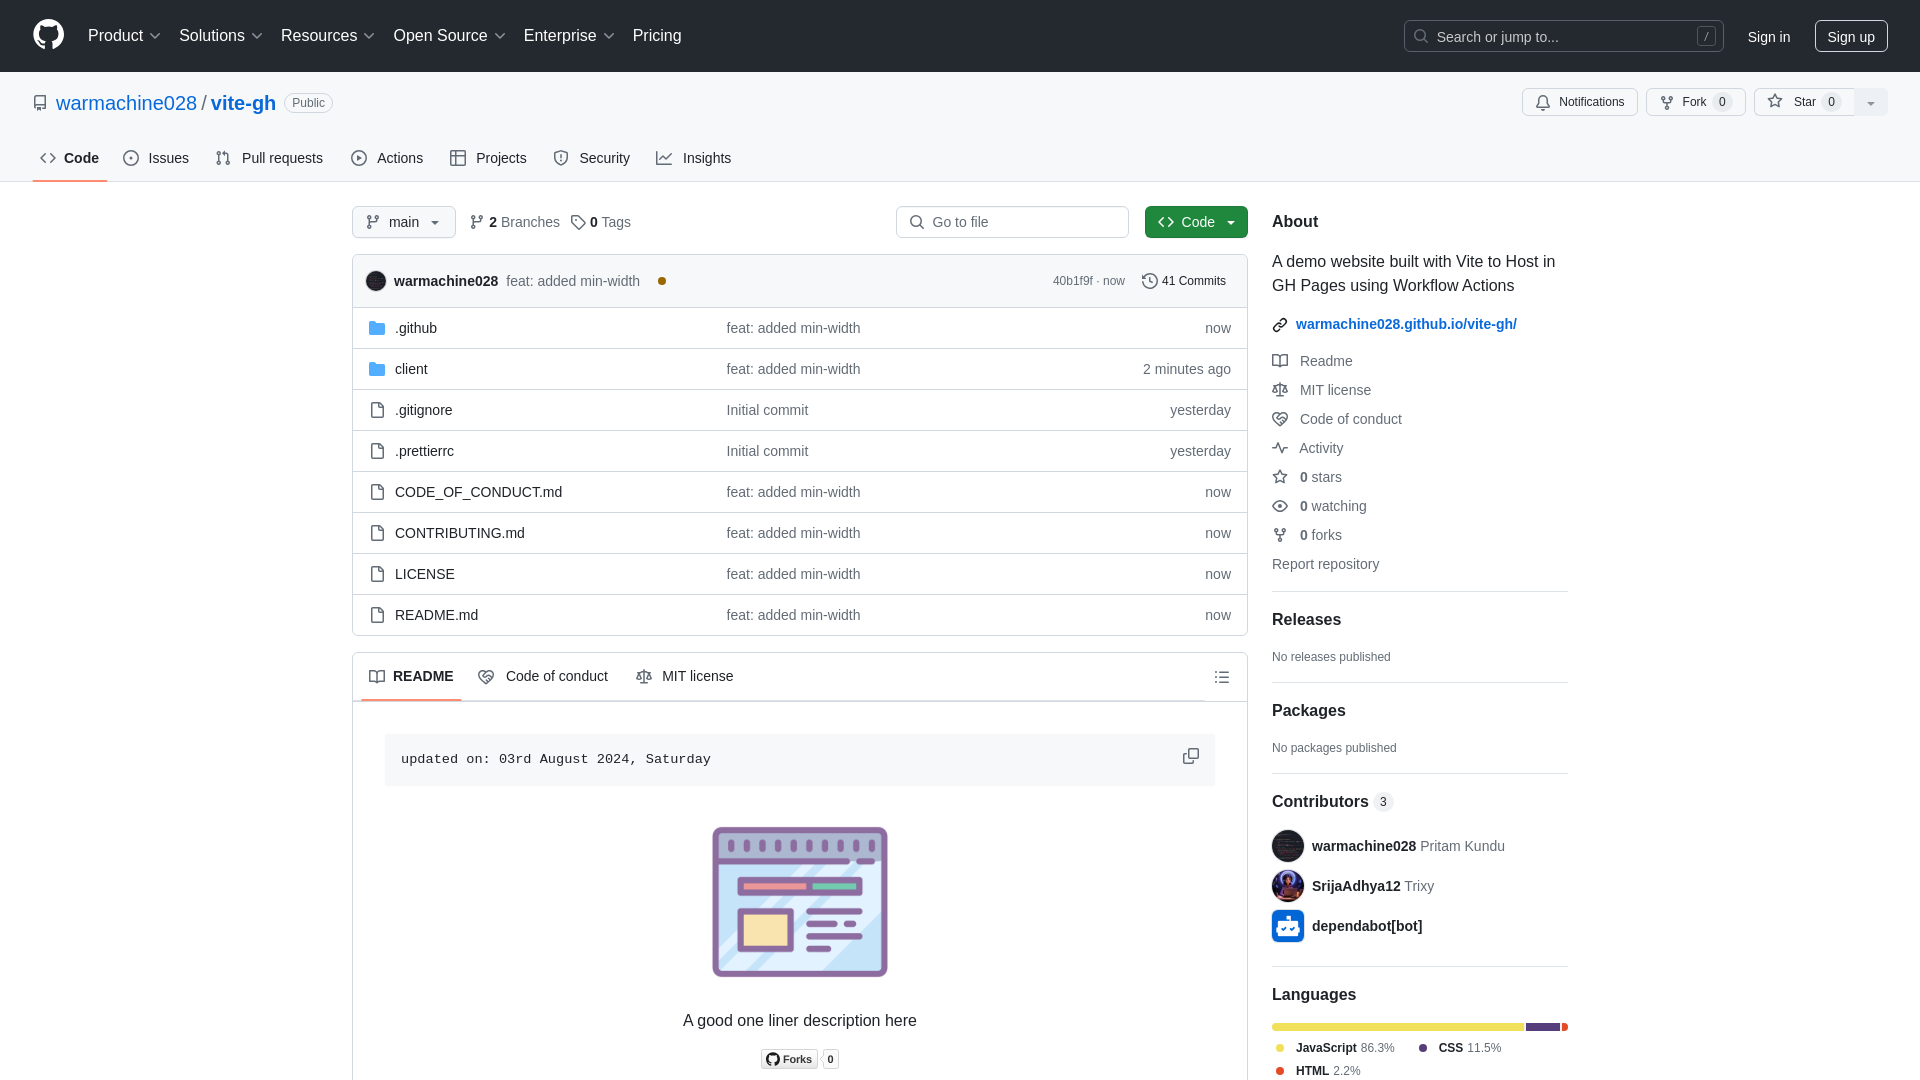 Product Solutions Resources Open Source Enterprise Pricing Search or jump to... / Sign in Sign up
warmachine028 / vite-gh Public Notifications Fork 0 Star 0
Code Issues Pull requests Actions Projects Security Insights
main 2 Branches 0 Tags Go to file Code
warmachine028 feat: added min-width 40b1f9f · now 41 Commits
.github feat: added min-width now
client feat: added min-width 2 minutes ago
.gitignore Initial commit yesterday
.prettierrc Initial commit yesterday
CODE_OF_CONDUCT.md feat: added min-width now
CONTRIBUTING.md feat: added min-width now
LICENSE feat: added min-width now
README.md feat: added min-width now
README Code of conduct MIT license
updated on: 03rd August 2024, Saturday
A good one liner description here
Forks 0
About
A demo website built with Vite to Host in
GH Pages using Workflow Actions
warmachine028.github.io/vite-gh/
Readme
MIT license
Code of conduct
Activity
0 stars
0 watching
0 forks
Report repository
Releases
No releases published
Packages
No packages published
Contributors 3
warmachine028 Pritam Kundu
SrijaAdhya12 Trixy
dependabot[bot]
Languages
JavaScript 86.3% CSS 11.5%
HTML 2.2%